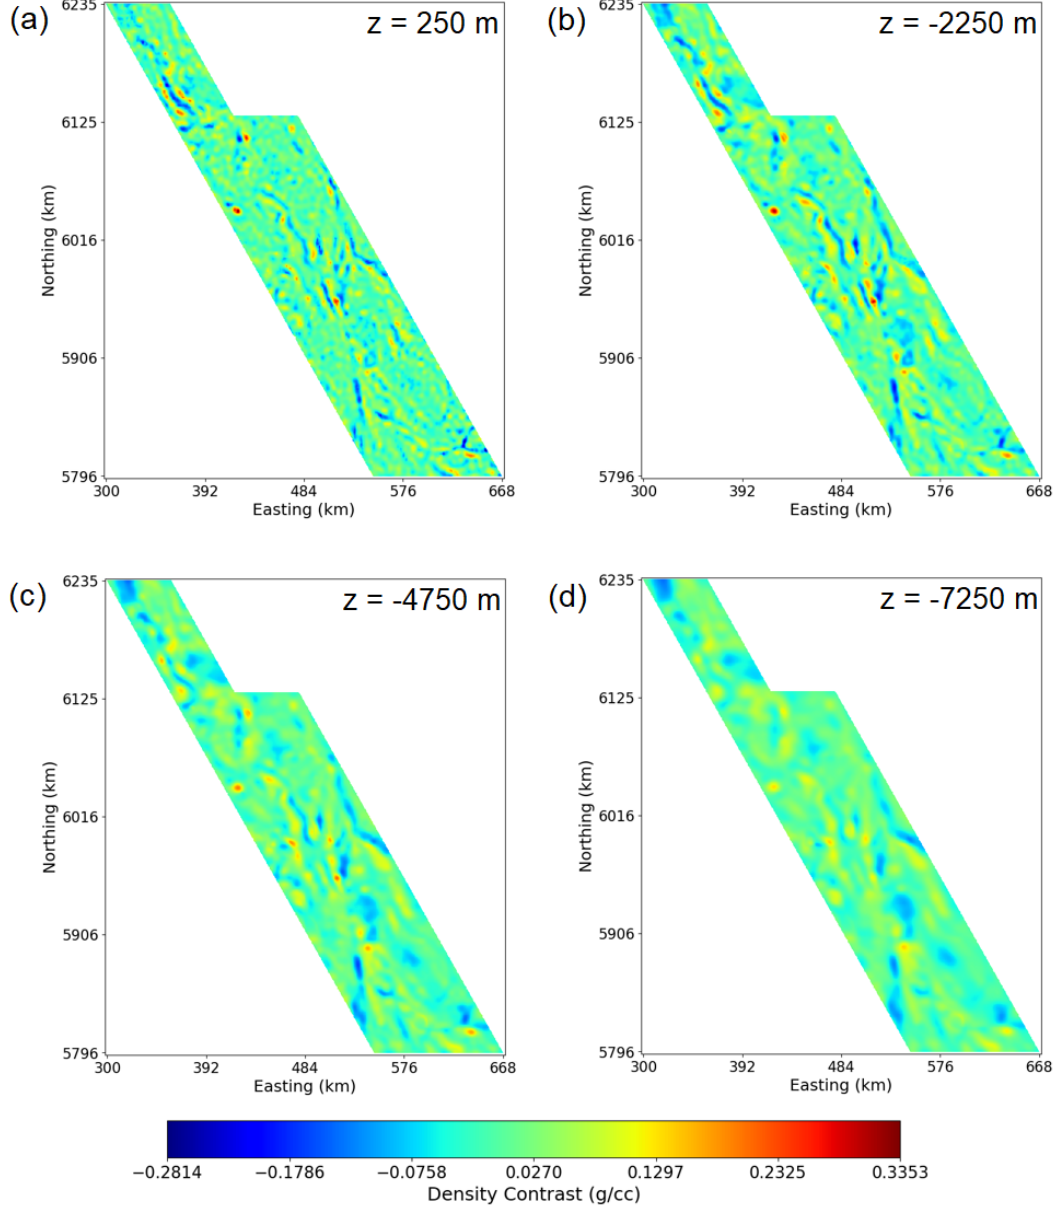 (a)
z = 250 m
6235
6125
6016
5906
5796
Northing (km)
300 392 484 576 668
Easting (km)
(b)
z = -2250 m
6235
6125
6016
5906
5796
Northing (km)
300 392 484 576 668
Easting (km)
(c)
z = -4750 m
6235
6125
6016
5906
5796
Northing (km)
300 392 484 576 668
Easting (km)
(d)
z = -7250 m
6235
6125
6016
5906
5796
Northing (km)
300 392 484 576 668
Easting (km)
−0.2814 −0.1786 −0.0758 0.0270 0.1297 0.2325 0.3353
Density Contrast (g/cc)